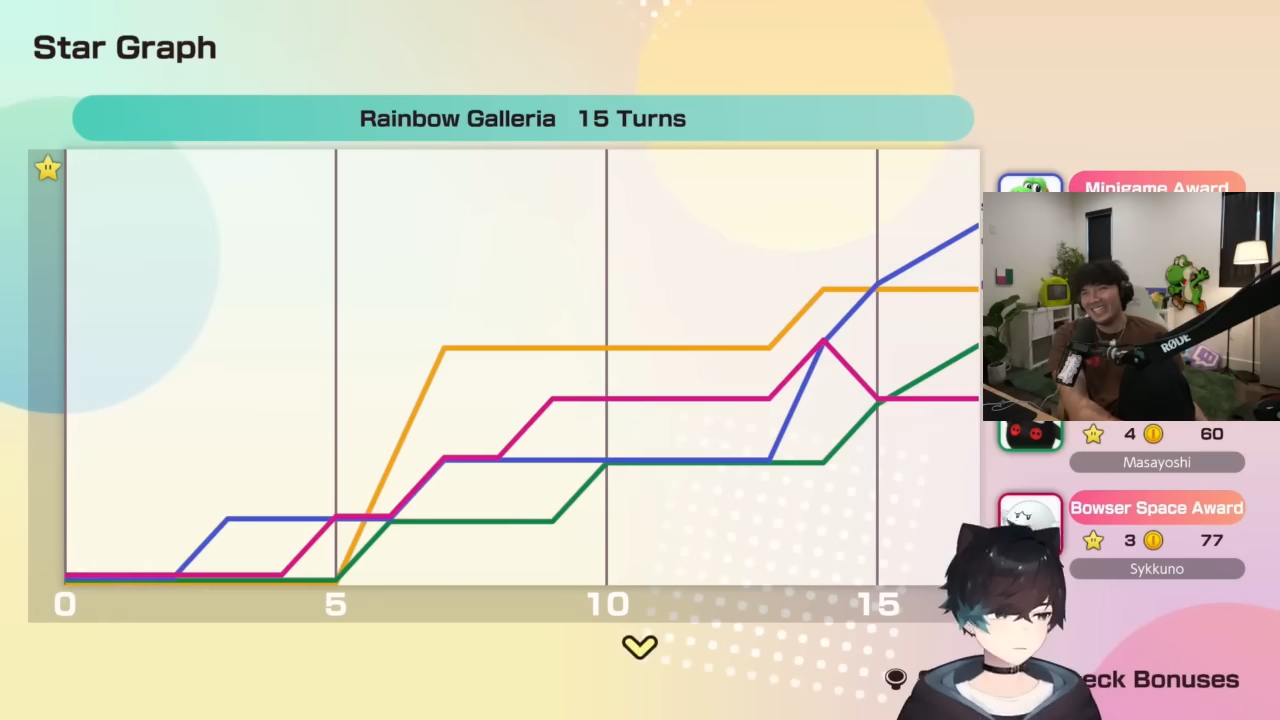 Star Graph
Rainbow Galleria 15 Turns
Minigame Award
RØDE
4 60
Masayoshi
Bowser Space Award
3 77
Sykkuno
0 5 10 15
eck Bonuses